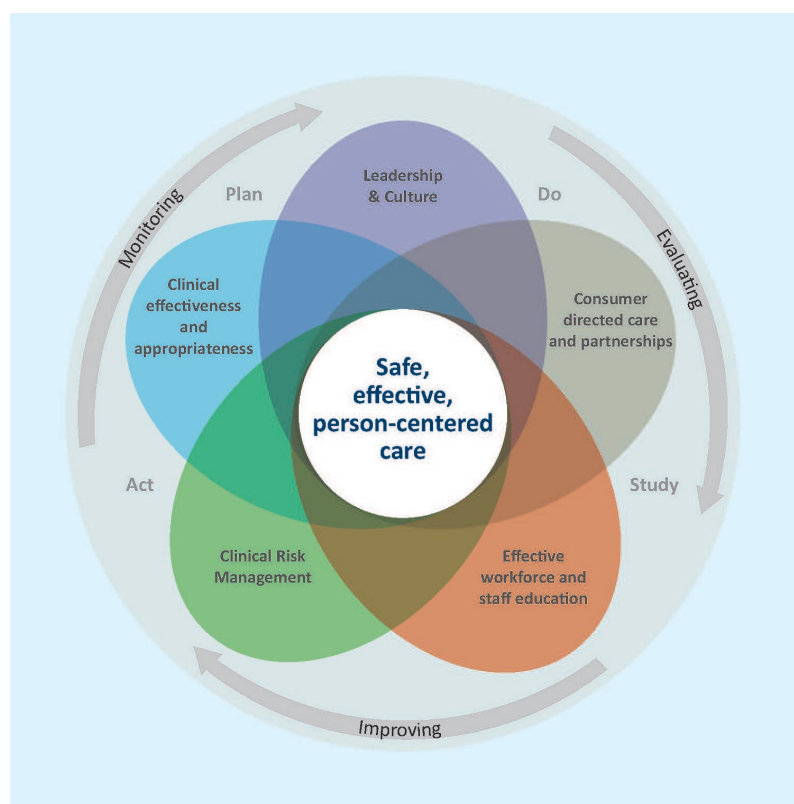 Leadership
& Culture
Plan
Do
Monitoring
Evaluating
Clinical
effectiveness
and
appropriateness
Consumer
directed care
and partnerships
Safe,
effective,
person-centered
care
Act
Study
Clinical Risk
Management
Effective
workforce and
staff education
Improving